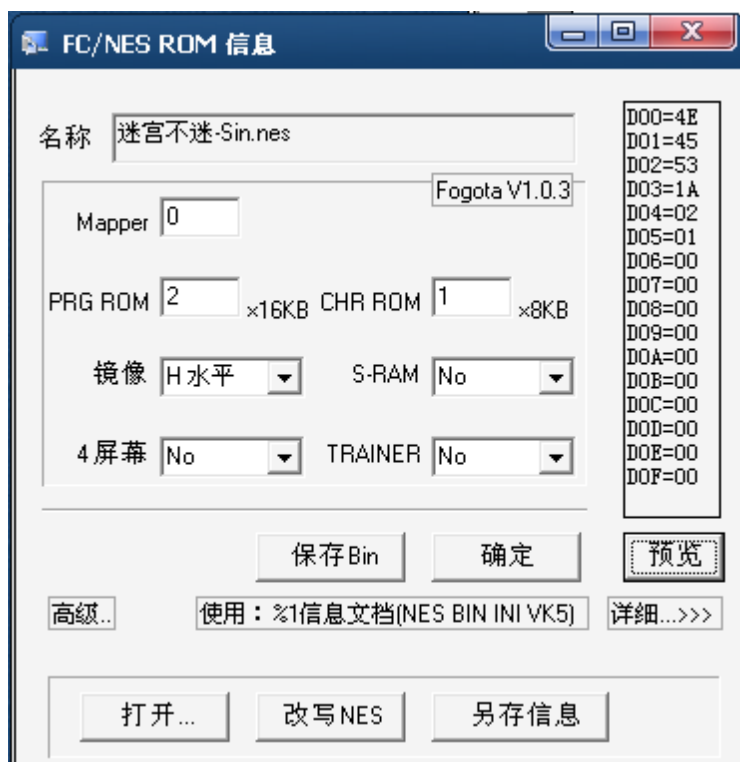 FC/NES ROM 信息
名称 迷宫不迷-Sin.nes
Fogota V1.0.3
Mapper 0
PRG ROM 2 ×16KB CHR ROM 1 ×8KB
镜像 H 水平 S-RAM No
4屏幕 No TRAINER No
D00=4E
D01=45
D02=53
D03=1A
D04=02
D05=01
D06=00
D07=00
D08=00
D09=00
D0A=00
D0B=00
D0C=00
D0D=00
D0E=00
D0F=00
保存Bin 确定 预览
高级.. 使用：%1信息文档(NES BIN INI VK5) 详细...>>>
打开... 改写NES 另存信息